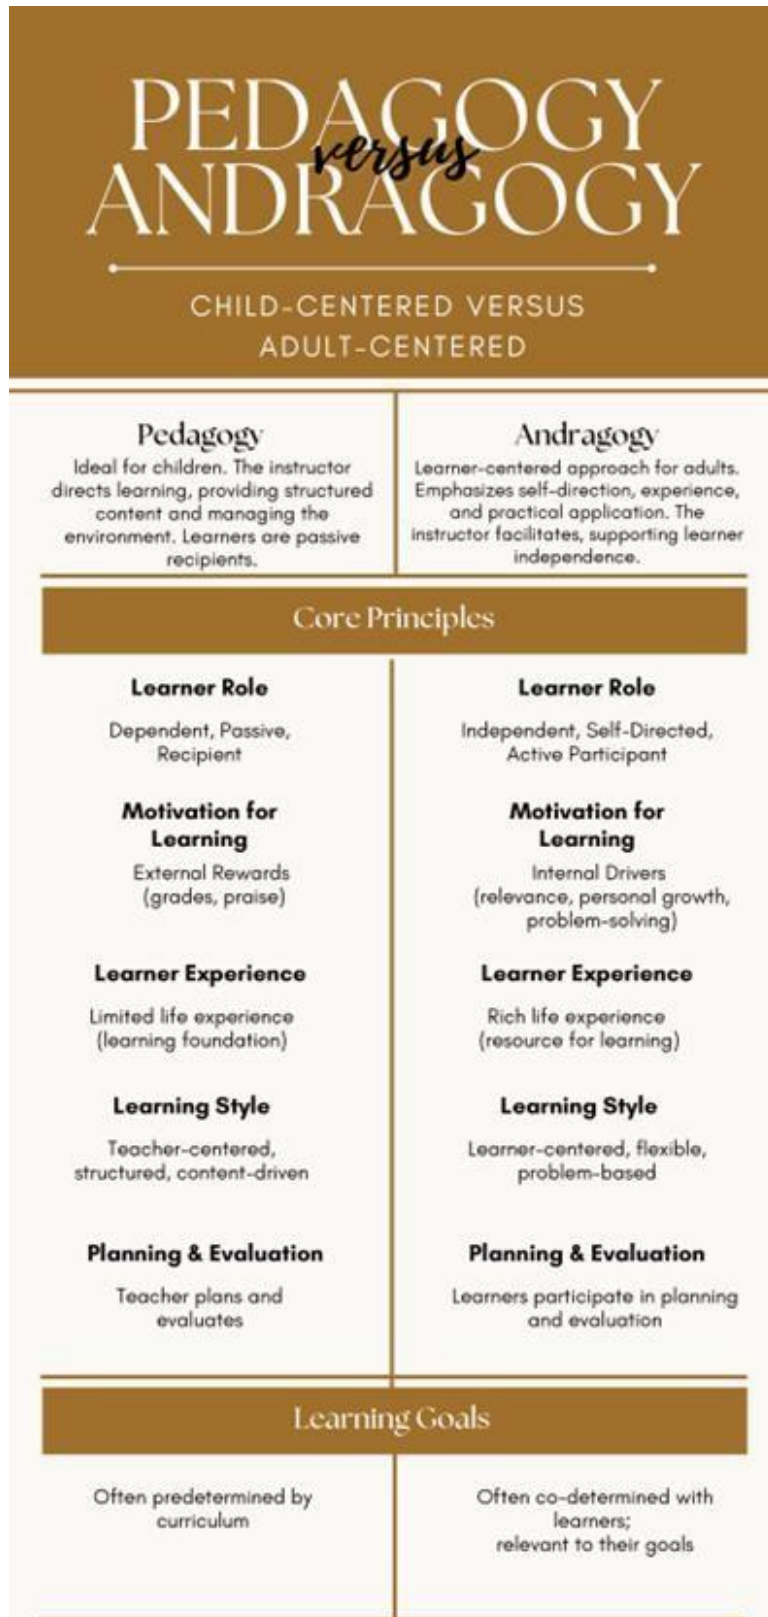 PEDAGOGY
versus
ANDRAGOGY
CHILD-CENTERED VERSUS
ADULT-CENTERED
Pedagogy
Ideal for children. The instructor
directs learning, providing structured
content and managing the
environment. Learners are passive
recipients.
Andragogy
Learner-centered approach for adults.
Emphasizes self-direction, experience,
and practical application. The
instructor facilitates, supporting learner
independence.
Core Principles
Learner Role
Dependent, Passive,
Recipient
Motivation for
Learning
External Rewards
(grades, praise)
Learner Experience
Limited life experience
(learning foundation)
Learning Style
Teacher-centered,
structured, content-driven
Planning & Evaluation
Teacher plans and
evaluates
Learner Role
Independent, Self-Directed,
Active Participant
Motivation for
Learning
Internal Drivers
(relevance, personal growth,
problem-solving)
Learner Experience
Rich life experience
(resource for learning)
Learning Style
Learner-centered, flexible,
problem-based
Planning & Evaluation
Learners participate in planning
and evaluation
Learning Goals
Often predetermined by
curriculum
Often co-determined with
learners;
relevant to their goals